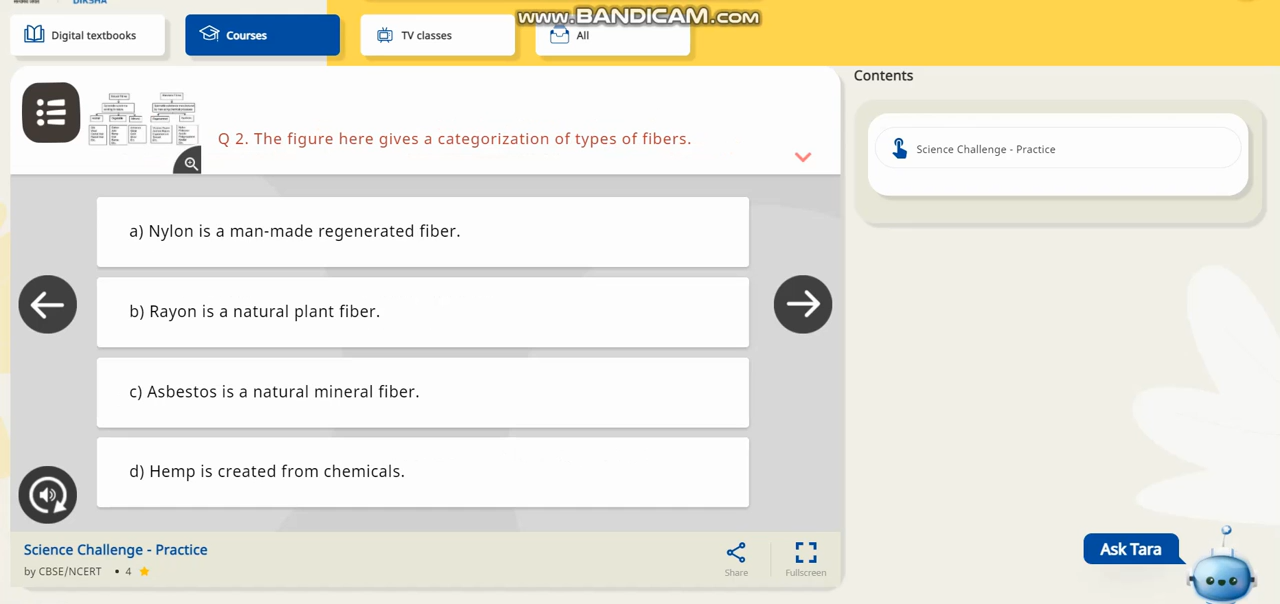 DIKSHA
www.BANDICAM.com
Digital textbooks
Courses
TV classes
All
Contents
Q 2. The figure here gives a categorization of types of fibers.
Science Challenge - Practice
a) Nylon is a man-made regenerated fiber.
b) Rayon is a natural plant fiber.
c) Asbestos is a natural mineral fiber.
d) Hemp is created from chemicals.
Science Challenge - Practice
by CBSE/NCERT • 4
Share
Fullscreen
Ask Tara